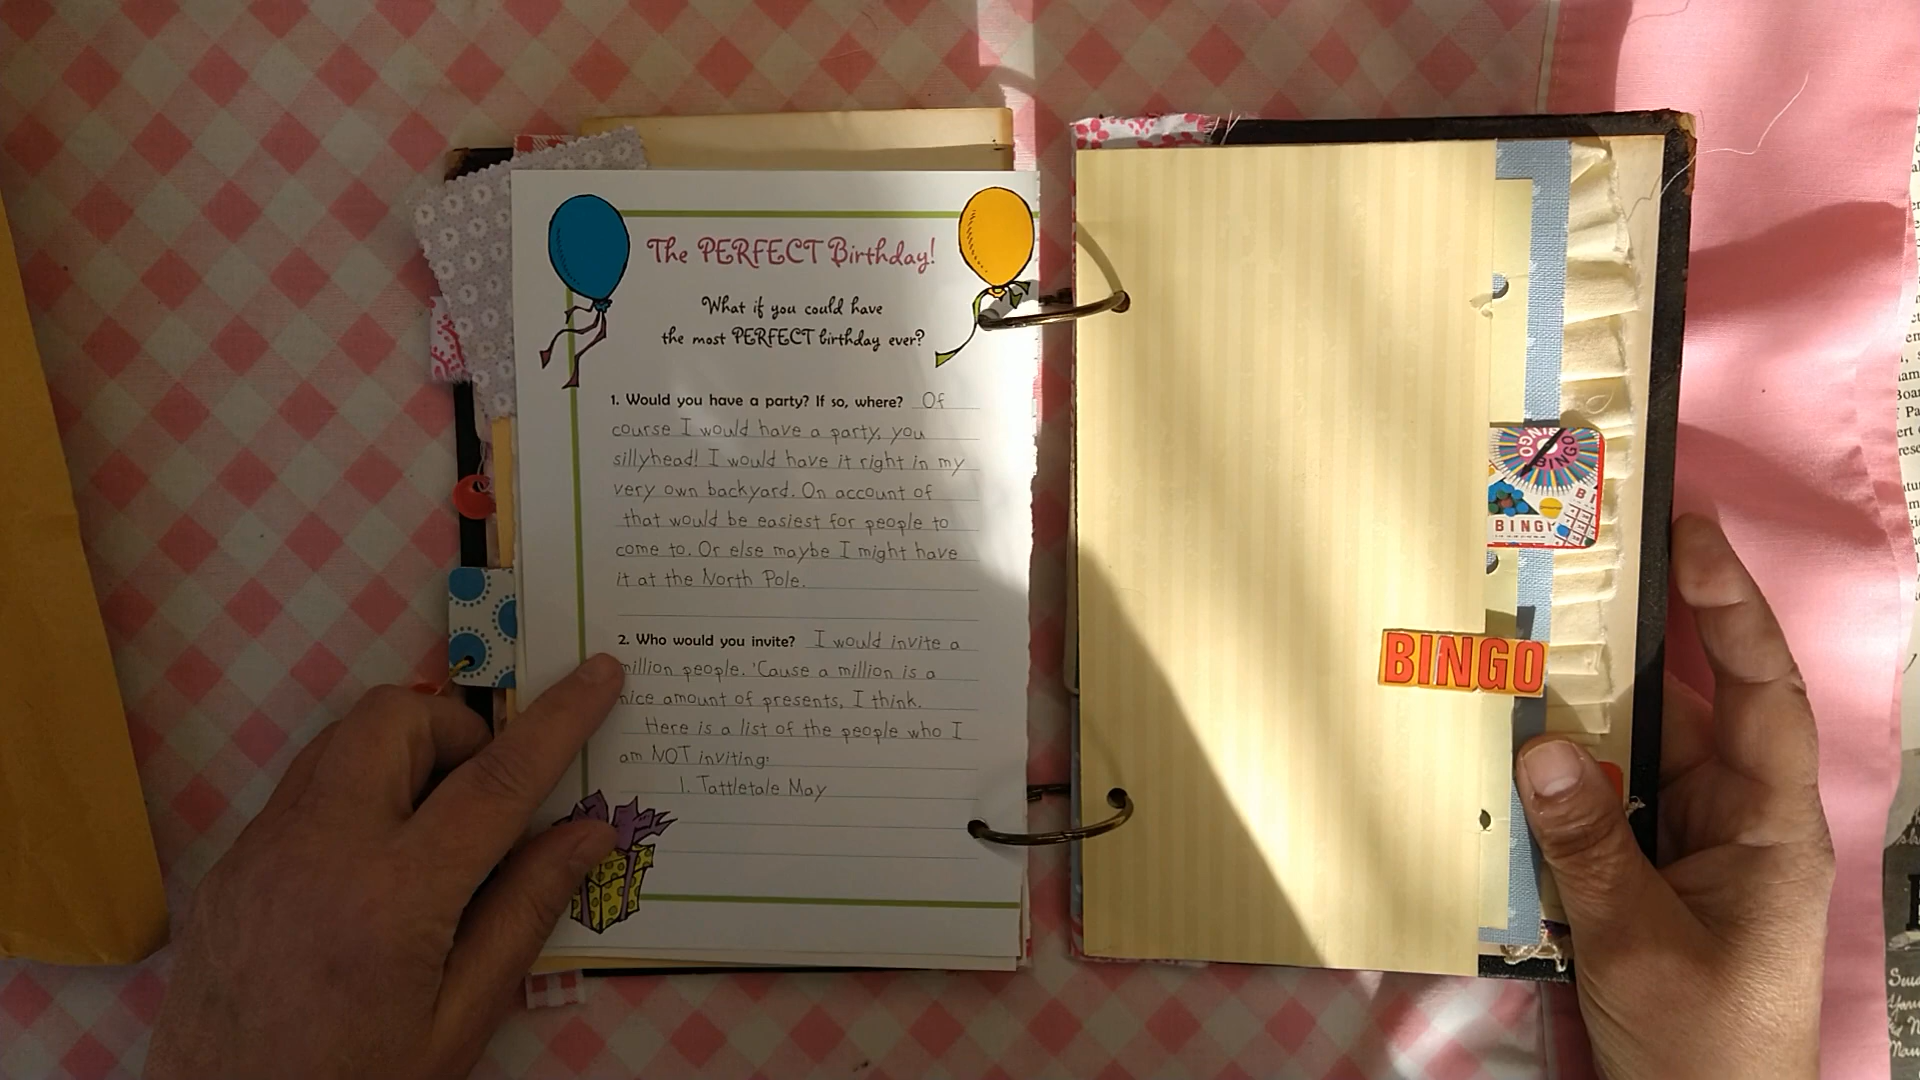 The PERFECT Birthday!
What if you could have
the most PERFECT birthday ever?
1. Would you have a party? If so, where? Of
course I would have a party, you
sillyhead! I would have it right in my
very own backyard. On account of
that would be easiest for people to
come to. Or else maybe I might have
it at the North Pole.
2. Who would you invite? I would invite a
million people. 'Cause a million is a
nice amount of presents, I think.
Here is a list of the people who I
am NOT inviting:
1. Tattletale May
BINGO
BINGO
BINGO